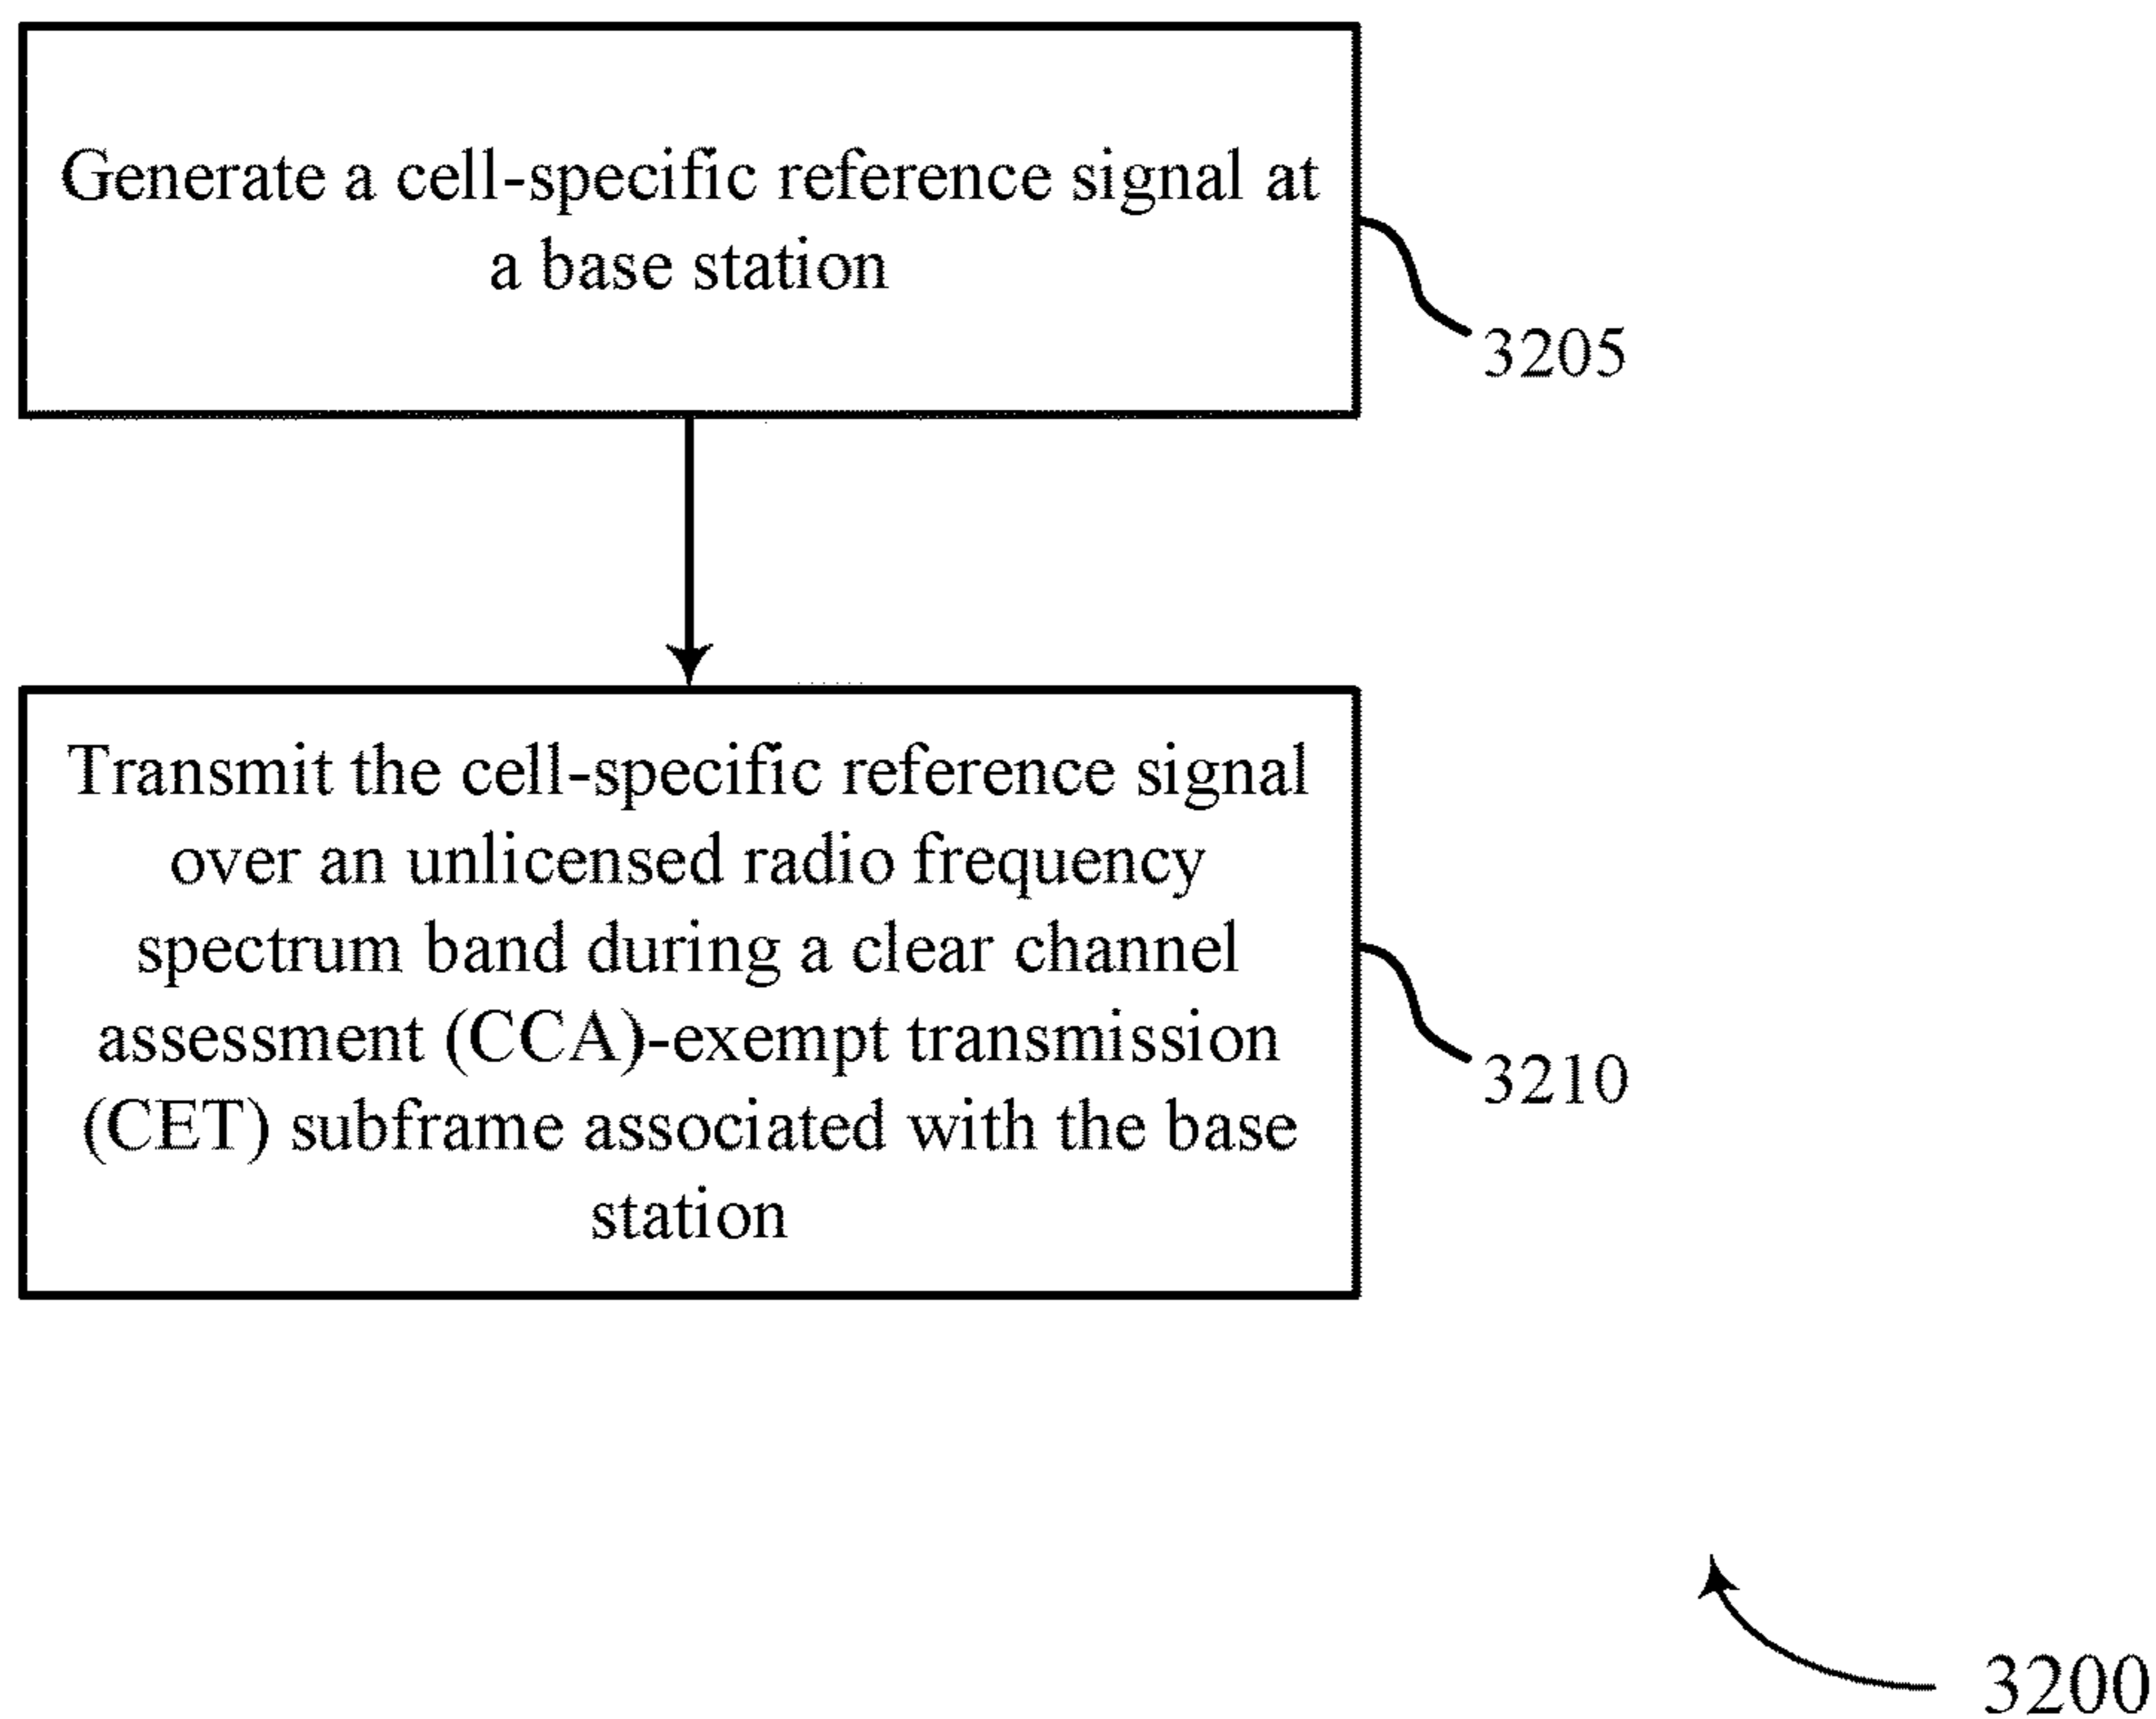 Generate a cell-specific reference signal at
a base station
3205
Transmit the cell-specific reference signal
over an unlicensed radio frequency
spectrum band during a clear channel
assessment (CCA)-exempt transmission
(CET) subframe associated with the base
station
3210
3200